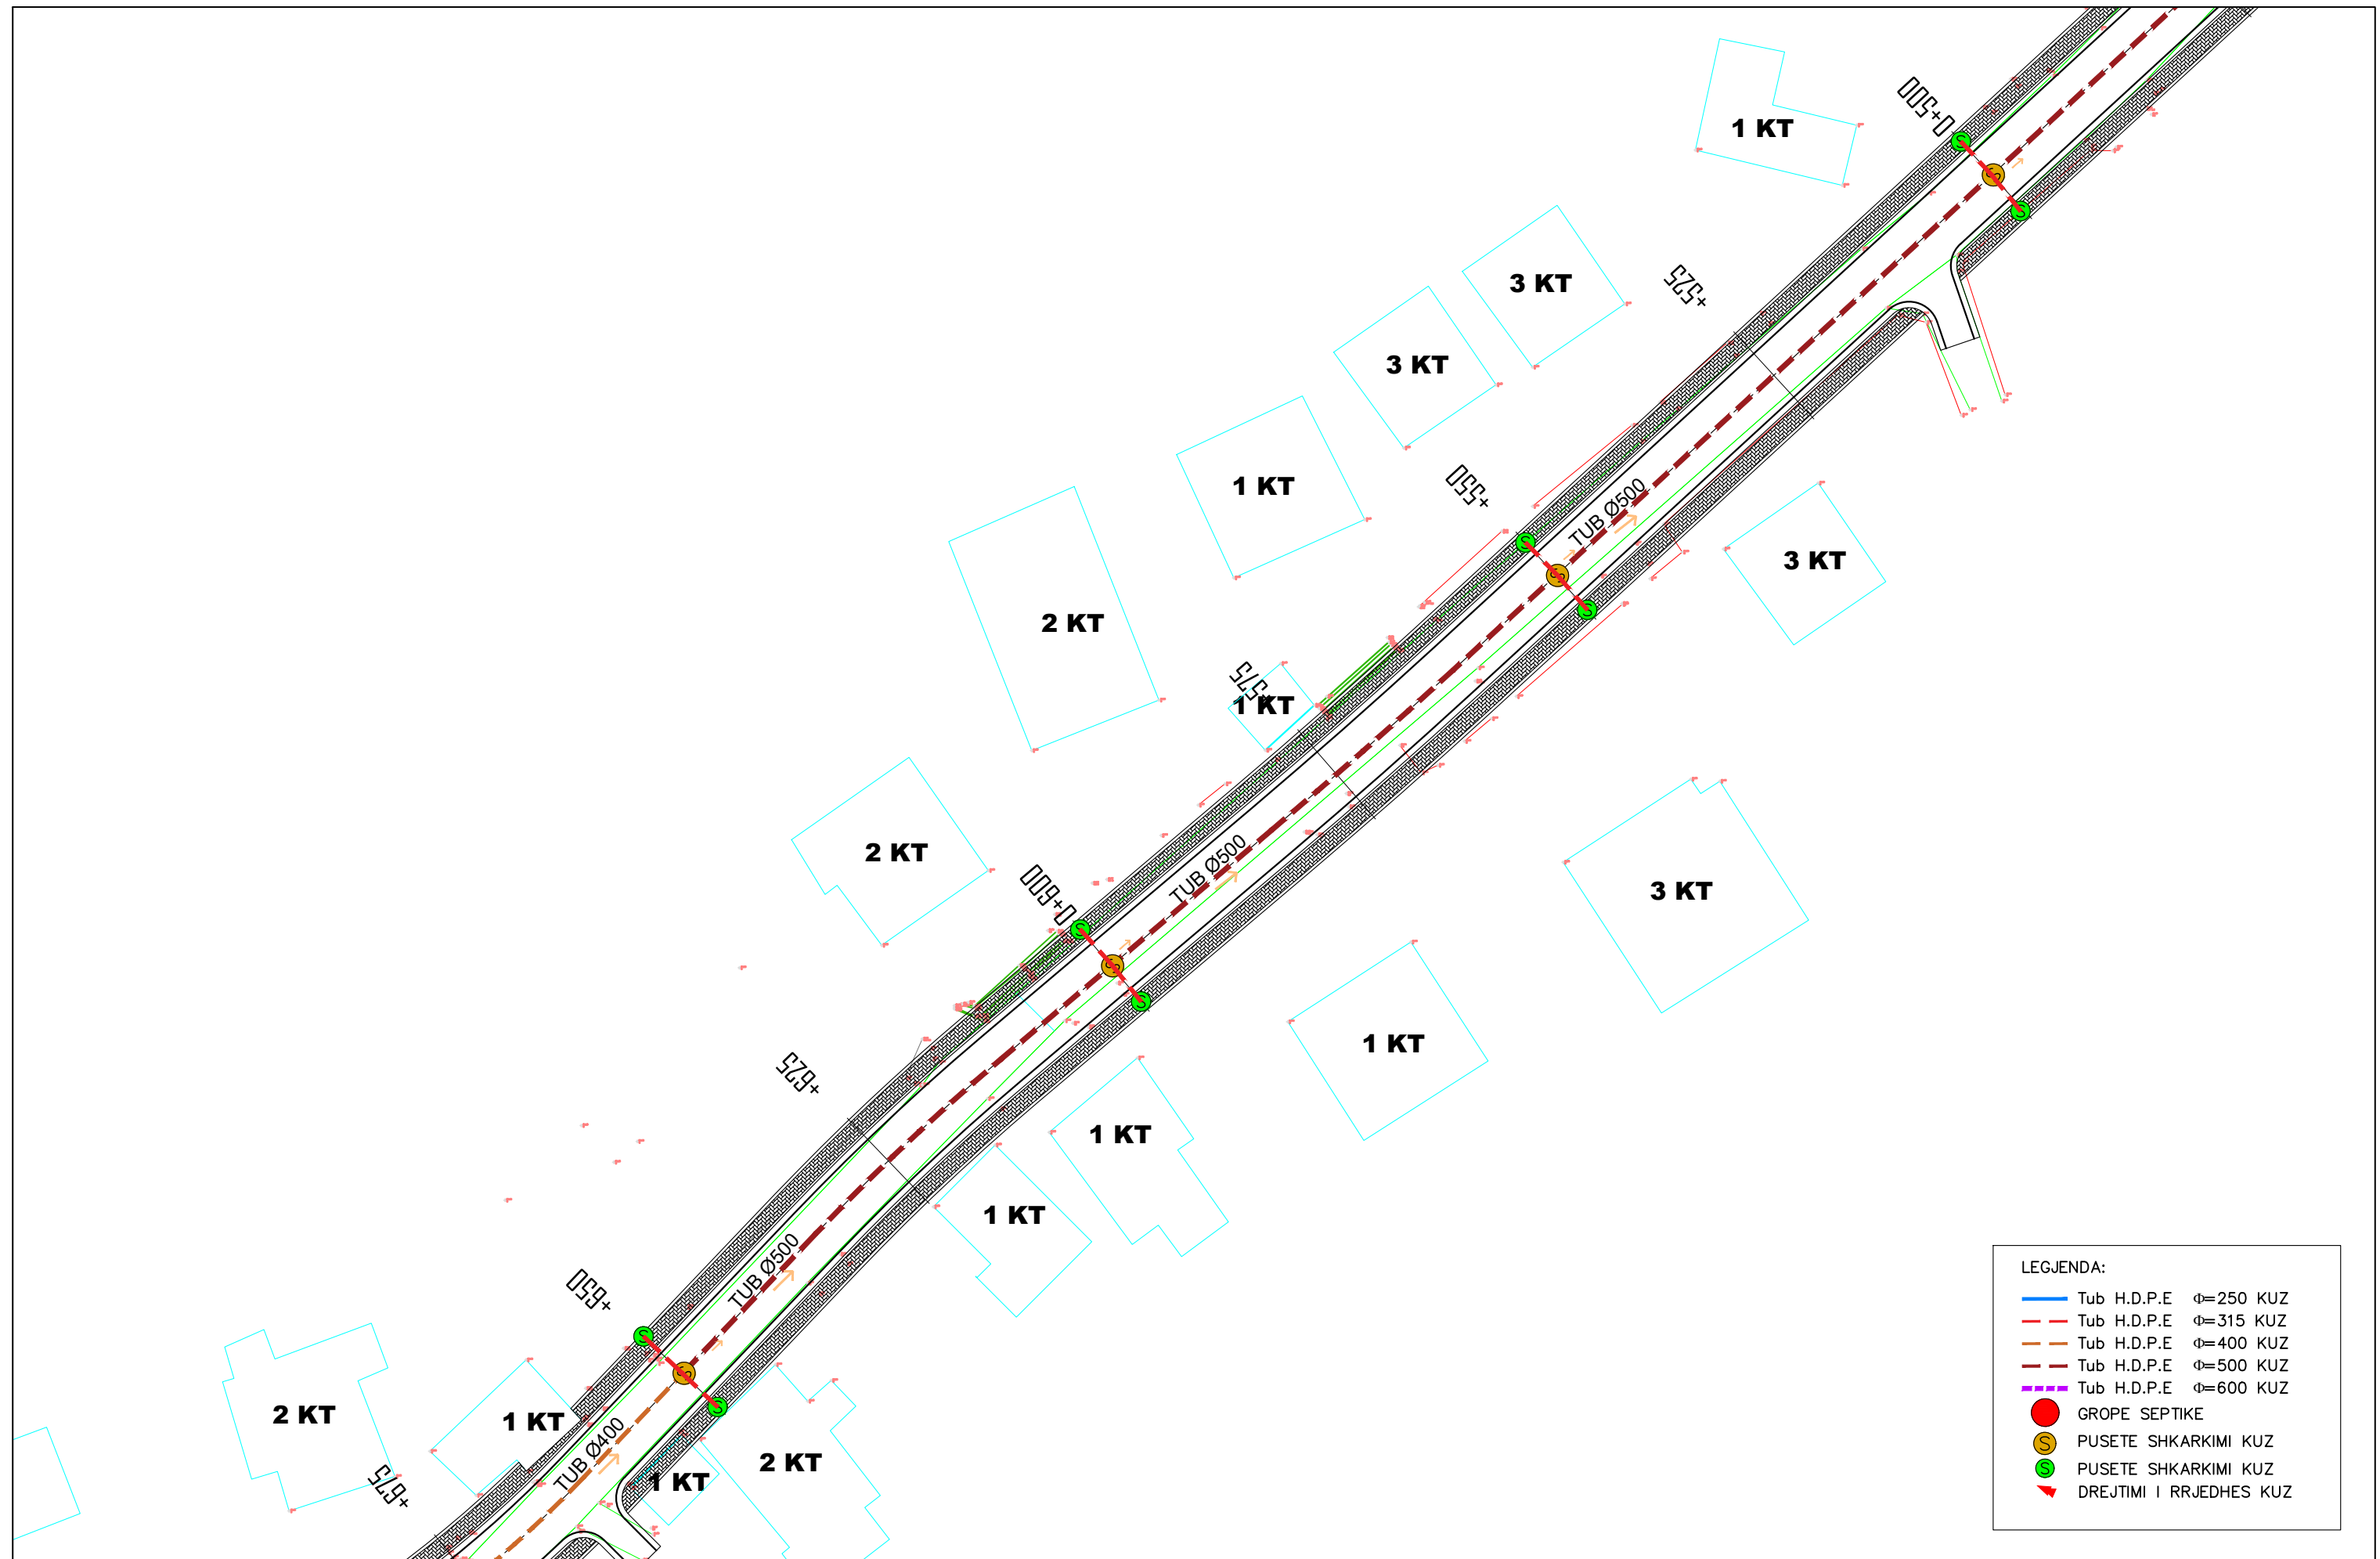 0+500
1 KT
3 KT
+525
3 KT
1 KT
+550
TUB Ø500
3 KT
2 KT
+575
1 KT
2 KT
TUB Ø500
0+600
3 KT
1 KT
+625
1 KT
1 KT
TUB Ø500
+650
2 KT
1 KT
TUB Ø400
2 KT
1 KT
+675
S
S
S
S
S
S
S
S
S
S
S
S
LEGJENDA:
Tub H.D.P.E Φ=250 KUZ
Tub H.D.P.E Φ=315 KUZ
Tub H.D.P.E Φ=400 KUZ
Tub H.D.P.E Φ=500 KUZ
Tub H.D.P.E Φ=600 KUZ
GROPE SEPTIKE
S PUSETE SHKARKIMI KUZ
S PUSETE SHKARKIMI KUZ
DREJTIMI I RRJEDHES KUZ